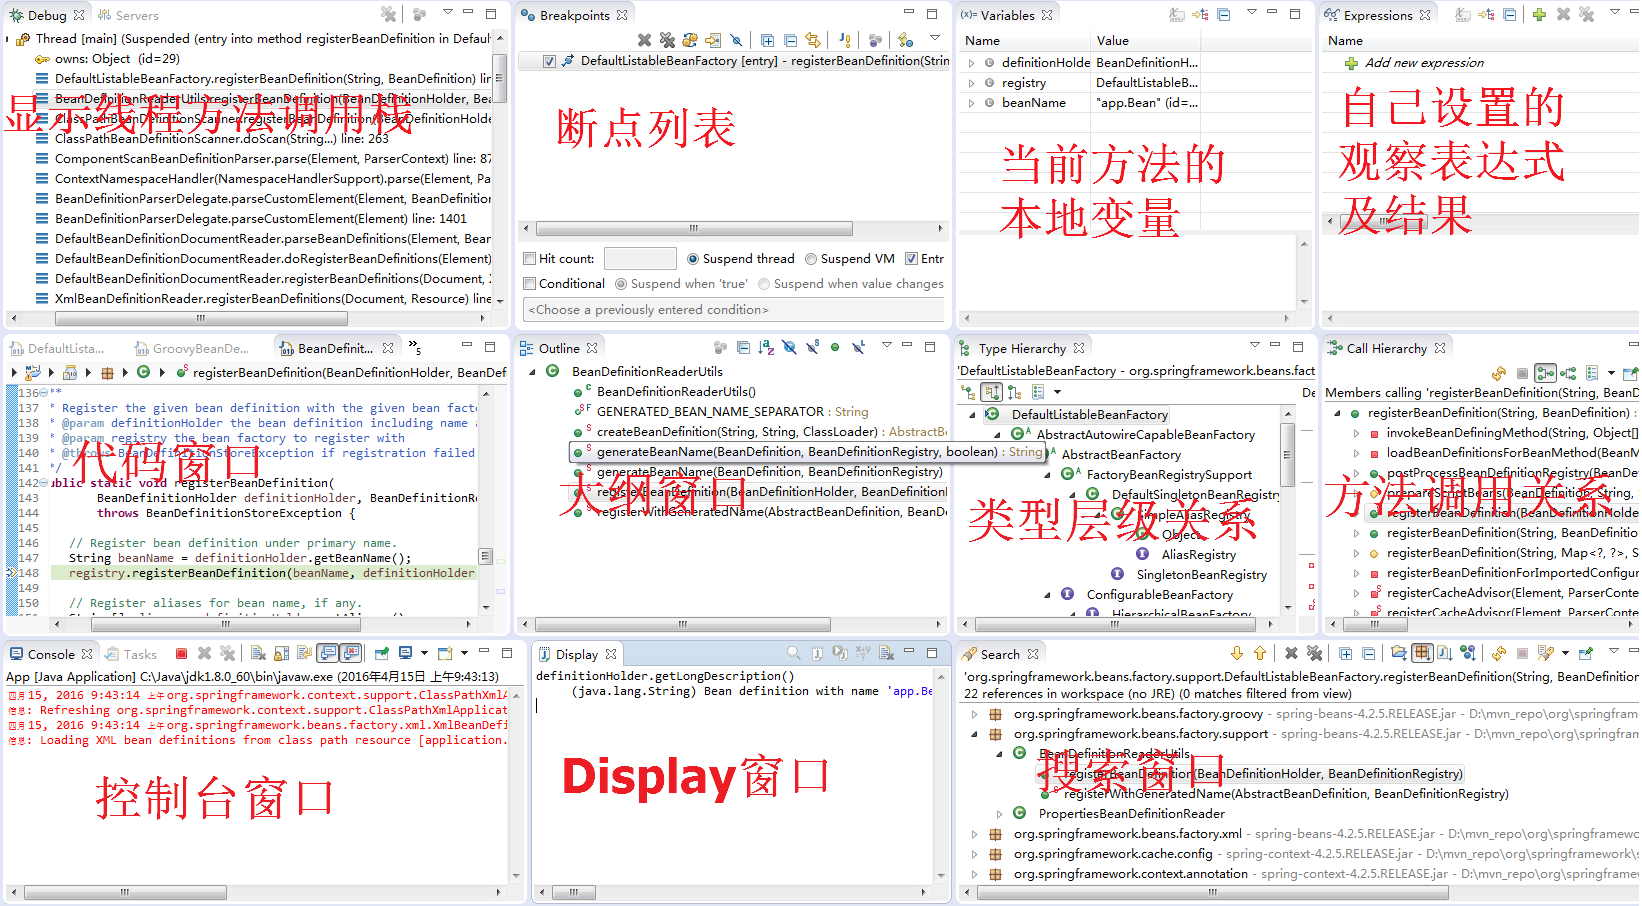 Debug
Servers
Thread [main] (Suspended (entry into method registerBeanDefinition in Defau
owns: Object (id=29)
DefaultListableBeanFactory.registerBeanDefinition(String, BeanDefinition) lin
BeanDefinitionReaderUtils.registerBeanDefinition(BeanDefinitionHolder, Bea
ClassPathBeanDefinitionScanner.registerBeanDefinition(BeanDefinitionHolde
ClassPathBeanDefinitionScanner.doScan(String...) line: 263
ComponentScanBeanDefinitionParser.parse(Element, ParserContext) line: 87
ContextNamespaceHandler(NamespaceHandlerSupport).parse(Element, Pa
BeanDefinitionParserDelegate.parseCustomElement(Element, BeanDefinition
BeanDefinitionParserDelegate.parseCustomElement(Element) line: 1401
DefaultBeanDefinitionDocumentReader.parseBeanDefinitions(Element, Bean
DefaultBeanDefinitionDocumentReader.doRegisterBeanDefinitions(Element)
DefaultBeanDefinitionDocumentReader.registerBeanDefinitions(Document, X
XmlBeanDefinitionReader.registerBeanDefinitions(Document, Resource) line
显示线程方法调用栈
Breakpoints
DefaultListableBeanFactory [entry] - registerBeanDefinition(Strin
断点列表
Hit count:
Suspend thread
Suspend VM
Entr
Conditional
Suspend when 'true'
Suspend when value changes
<Choose a previously entered condition>
Variables
Name
Value
definitionHolde
BeanDefinitionH...
registry
DefaultListableB...
beanName
"app.Bean" (id=...
当前方法的
本地变量
Expressions
Name
Add new expression
自己设置的
观察表达式
及结果
DefaultLista...
GroovyBeanDe...
BeanDefinit...
5
registerBeanDefinition(BeanDefinitionHolder, BeanDef
136 **
137 * Register the given bean definition with the given bean facto
138 * @param definitionHolder the bean definition including name a
139 * @param registry the bean factory to register with
140 * @throws BeanDefinitionStoreException if registration failed
141 */
142 ublic static void registerBeanDefinition(
143 BeanDefinitionHolder definitionHolder, BeanDefinitionRe
144 throws BeanDefinitionStoreException {
145
146 // Register bean definition under primary name.
147 String beanName = definitionHolder.getBeanName();
148 registry.registerBeanDefinition(beanName, definitionHolder
149
150 // Register aliases for bean name, if any.
代码窗口
Outline
BeanDefinitionReaderUtils
BeanDefinitionReaderUtils()
GENERATED_BEAN_NAME_SEPARATOR : String
createBeanDefinition(String, String, ClassLoader) : AbstractBe
generateBeanName(BeanDefinition, BeanDefinitionRegistry, boolean) : String
generateBeanName(BeanDefinition, BeanDefinitionRegistry)
registerBeanDefinition(BeanDefinitionHolder, BeanDefinitionF
registerWithGeneratedName(AbstractBeanDefinition, BeanDe
大纲窗口
Type Hierarchy
'DefaultListableBeanFactory - org.springframework.beans.fact
De
DefaultListableBeanFactory
AbstractAutowireCapableBeanFactory
AbstractBeanFactory
FactoryBeanRegistrySupport
DefaultSingletonBeanRegistry
SimpleAliasRegistry
Object
AliasRegistry
SingletonBeanRegistry
ConfigurableBeanFactory
HierarchicalBeanFactory
类型层级关系
Call Hierarchy
Members calling 'registerBeanDefinition(String, Bean
registerBeanDefinition(String, BeanDefinition) :
invokeBeanDefiningMethod(String, Object[]
loadBeanDefinitionsForBeanMethod(BeanM
postProcessBeanDefinitionRegistry(BeanDef
prepareScriptBeans(BeanDefinition, String,
registerBeanDefinition(BeanDefinitionHolde
registerBeanDefinition(String, BeanDefinition
registerBeanDefinition(String, Map<?, ?>, S
registerBeanDefinitionForImportedConfigur
registerCacheAdvisor(Element, ParserConte
registerCacheAdvisor(Element, ParserConte
方法调用关系
Console
Tasks
App [Java Application] C:\Java\jdk1.8.0_60\bin\javaw.exe (2016年4月15日 上午9:43:13)
四月 15, 2016 9:43:14 上午 org.springframework.context.support.ClassPathXmlA
信息: Refreshing org.springframework.context.support.ClassPathXmlApplicat
四月 15, 2016 9:43:14 上午 org.springframework.beans.factory.xml.XmlBeanDefi
信息: Loading XML bean definitions from class path resource [application.
控制台窗口
Display
definitionHolder.getLongDescription()
(java.lang.String) Bean definition with name 'app.Be
Display窗口
Search
'org.springframework.beans.factory.support.DefaultListableBeanFactory.registerBeanDefinition(String, BeanDefinition)
22 references in workspace (no JRE) (0 matches filtered from view)
org.springframework.beans.factory.groovy - spring-beans-4.2.5.RELEASE.jar - D:\mvn_repo\org\springfram
org.springframework.beans.factory.support - spring-beans-4.2.5.RELEASE.jar - D:\mvn_repo\org\springfra
BeanDefinitionReaderUtils
registerBeanDefinition(BeanDefinitionHolder, BeanDefinitionRegistry)
registerWithGeneratedName(AbstractBeanDefinition, BeanDefinitionRegistry)
PropertiesBeanDefinitionReader
org.springframework.beans.factory.xml - spring-beans-4.2.5.RELEASE.jar - D:\mvn_repo\org\springframewo
org.springframework.cache.config - spring-context-4.2.5.RELEASE.jar - D:\mvn_repo\org\springframework\s
org.springframework.context.annotation - spring-context-4.2.5.RELEASE.jar - D:\mvn_repo\org\springfram
搜索窗口